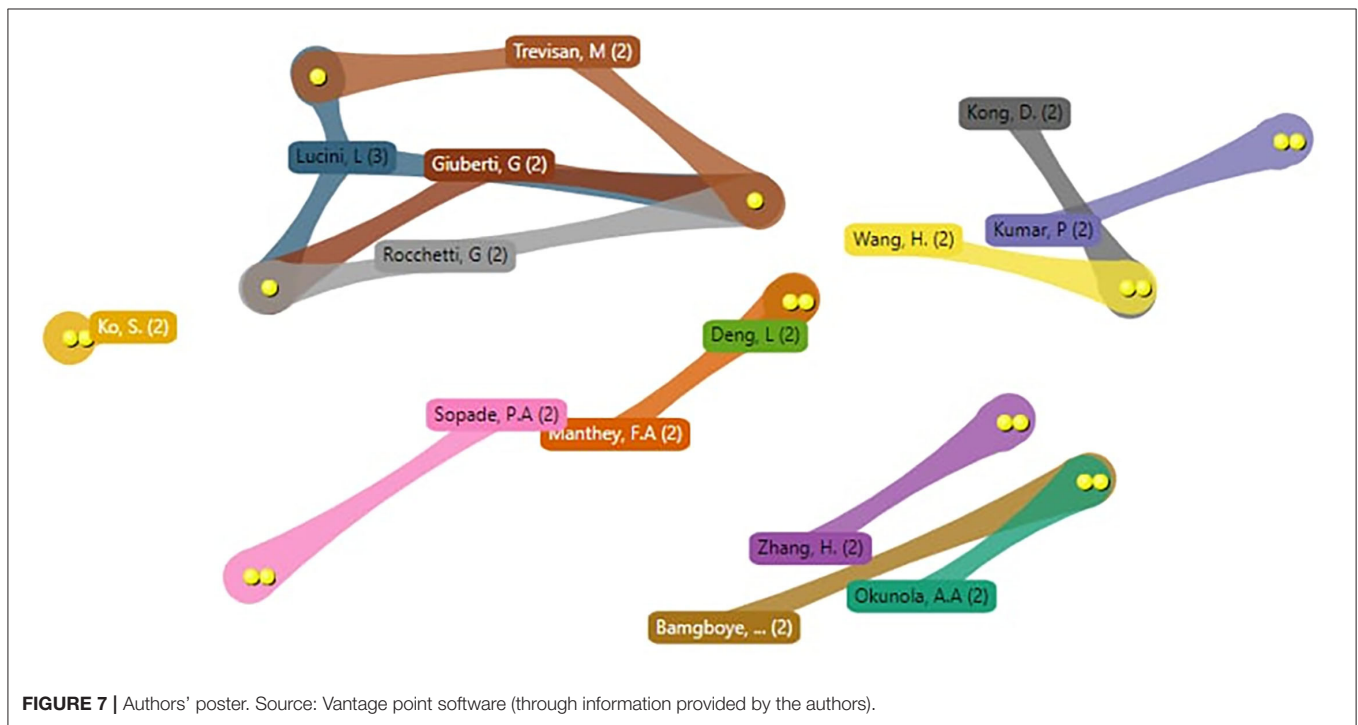 Trevisan, M (2)
Kong, D. (2)
Lucini, L (3)
Giuberti, G (2)
Kumar, P (2)
Wang, H. (2)
Rocchetti, G (2)
Ko, S. (2)
Deng, L (2)
Sopade, P.A (2)
Manthey, F.A (2)
Zhang, H. (2)
Okunola, A.A (2)
Bamgboye, ... (2)
FIGURE 7 | Authors' poster. Source: Vantage point software (through information provided by the authors).